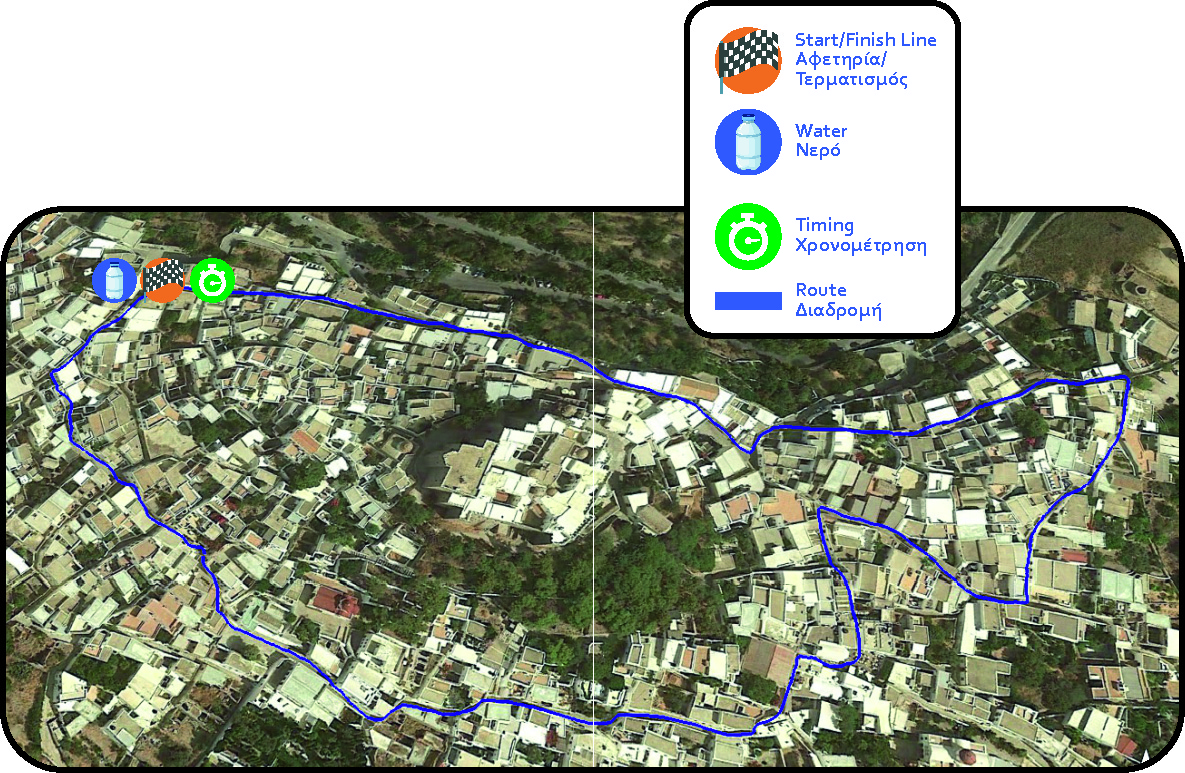 Start/Finish Line
Αφετηρία/
Τερματισμός
Water
Νερό
Timing
Χρονομέτρηση
Route
Διαδρομή